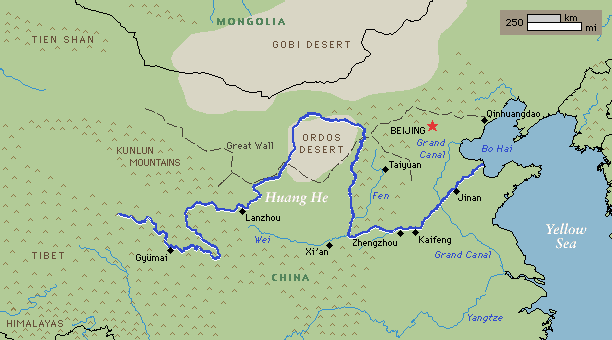 MONGOLIA
250
km
mi
TIEN SHAN
GOBI DESERT
Qinhuangdao
BEIJING
ORDOS
DESERT
Grand
Canal
Bo Hai
Great Wall
KUNLUN
MOUNTAINS
Taiyuan
Huang He
Fen
Jinan
Lanzhou
Wei
Zhengzhou
Kaifeng
Yellow
Sea
Xi'an
Grand Canal
TIBET
Gyümai
CHINA
HIMALAYAS
Yangtze